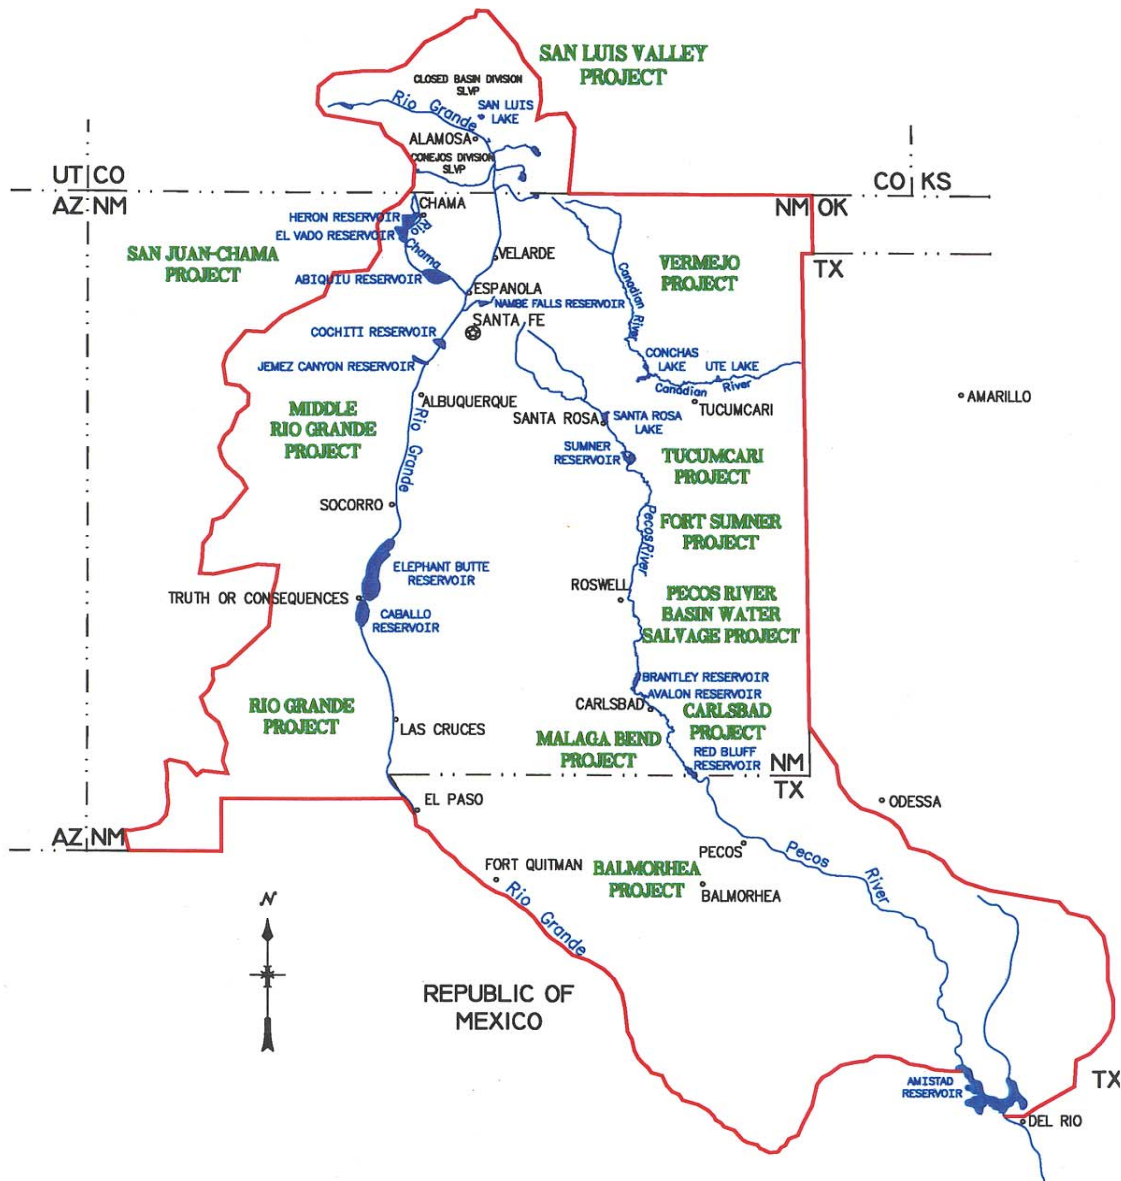 SAN LUIS VALLEY
PROJECT
CLOSED BASIN DIVISION
SLVP
Rio Grande
SAN LUIS
LAKE
ALAMOSA
CONEJOS DIVISION
SLVP
UT CO
CO KS
AZ NM
NM OK
CHAMA
HERON RESERVOIR
EL VADO RESERVOIR
Rio Chama
SAN JUAN-CHAMA
PROJECT
VELARDE
VERMEJO
PROJECT
TX
ABIQUIU RESERVOIR
ESPANOLA
NAMBE FALLS RESERVOIR
Canadian River
SANTA FE
COCHITI RESERVOIR
JEMEZ CANYON RESERVOIR
CONCHAS
LAKE
UTE LAKE
Canadian River
ALBUQUERQUE
TUCUMCARI
AMARILLO
MIDDLE
RIO GRANDE
PROJECT
Rio Grande
SANTA ROSA
SANTA ROSA
LAKE
SUMNER
RESERVOIR
TUCUMCARI
PROJECT
SOCORRO
Pecos River
FORT SUMNER
PROJECT
ELEPHANT BUTTE
RESERVOIR
ROSWELL
PECOS RIVER
BASIN WATER
SALVAGE PROJECT
TRUTH OR CONSEQUENCES
CABALLO
RESERVOIR
BRANTLEY RESERVOIR
AVALON RESERVOIR
CARLSBAD
CARLSBAD
PROJECT
RIO GRANDE
PROJECT
LAS CRUCES
MALAGA BEND
PROJECT
RED BLUFF
RESERVOIR
NM
TX
EL PASO
ODESSA
AZ NM
PECOS
Pecos River
FORT QUITMAN
BALMORHEA
PROJECT
BALMORHEA
Rio Grande
N
REPUBLIC OF
MEXICO
AMISTAD
RESERVOIR
TX
DEL RIO